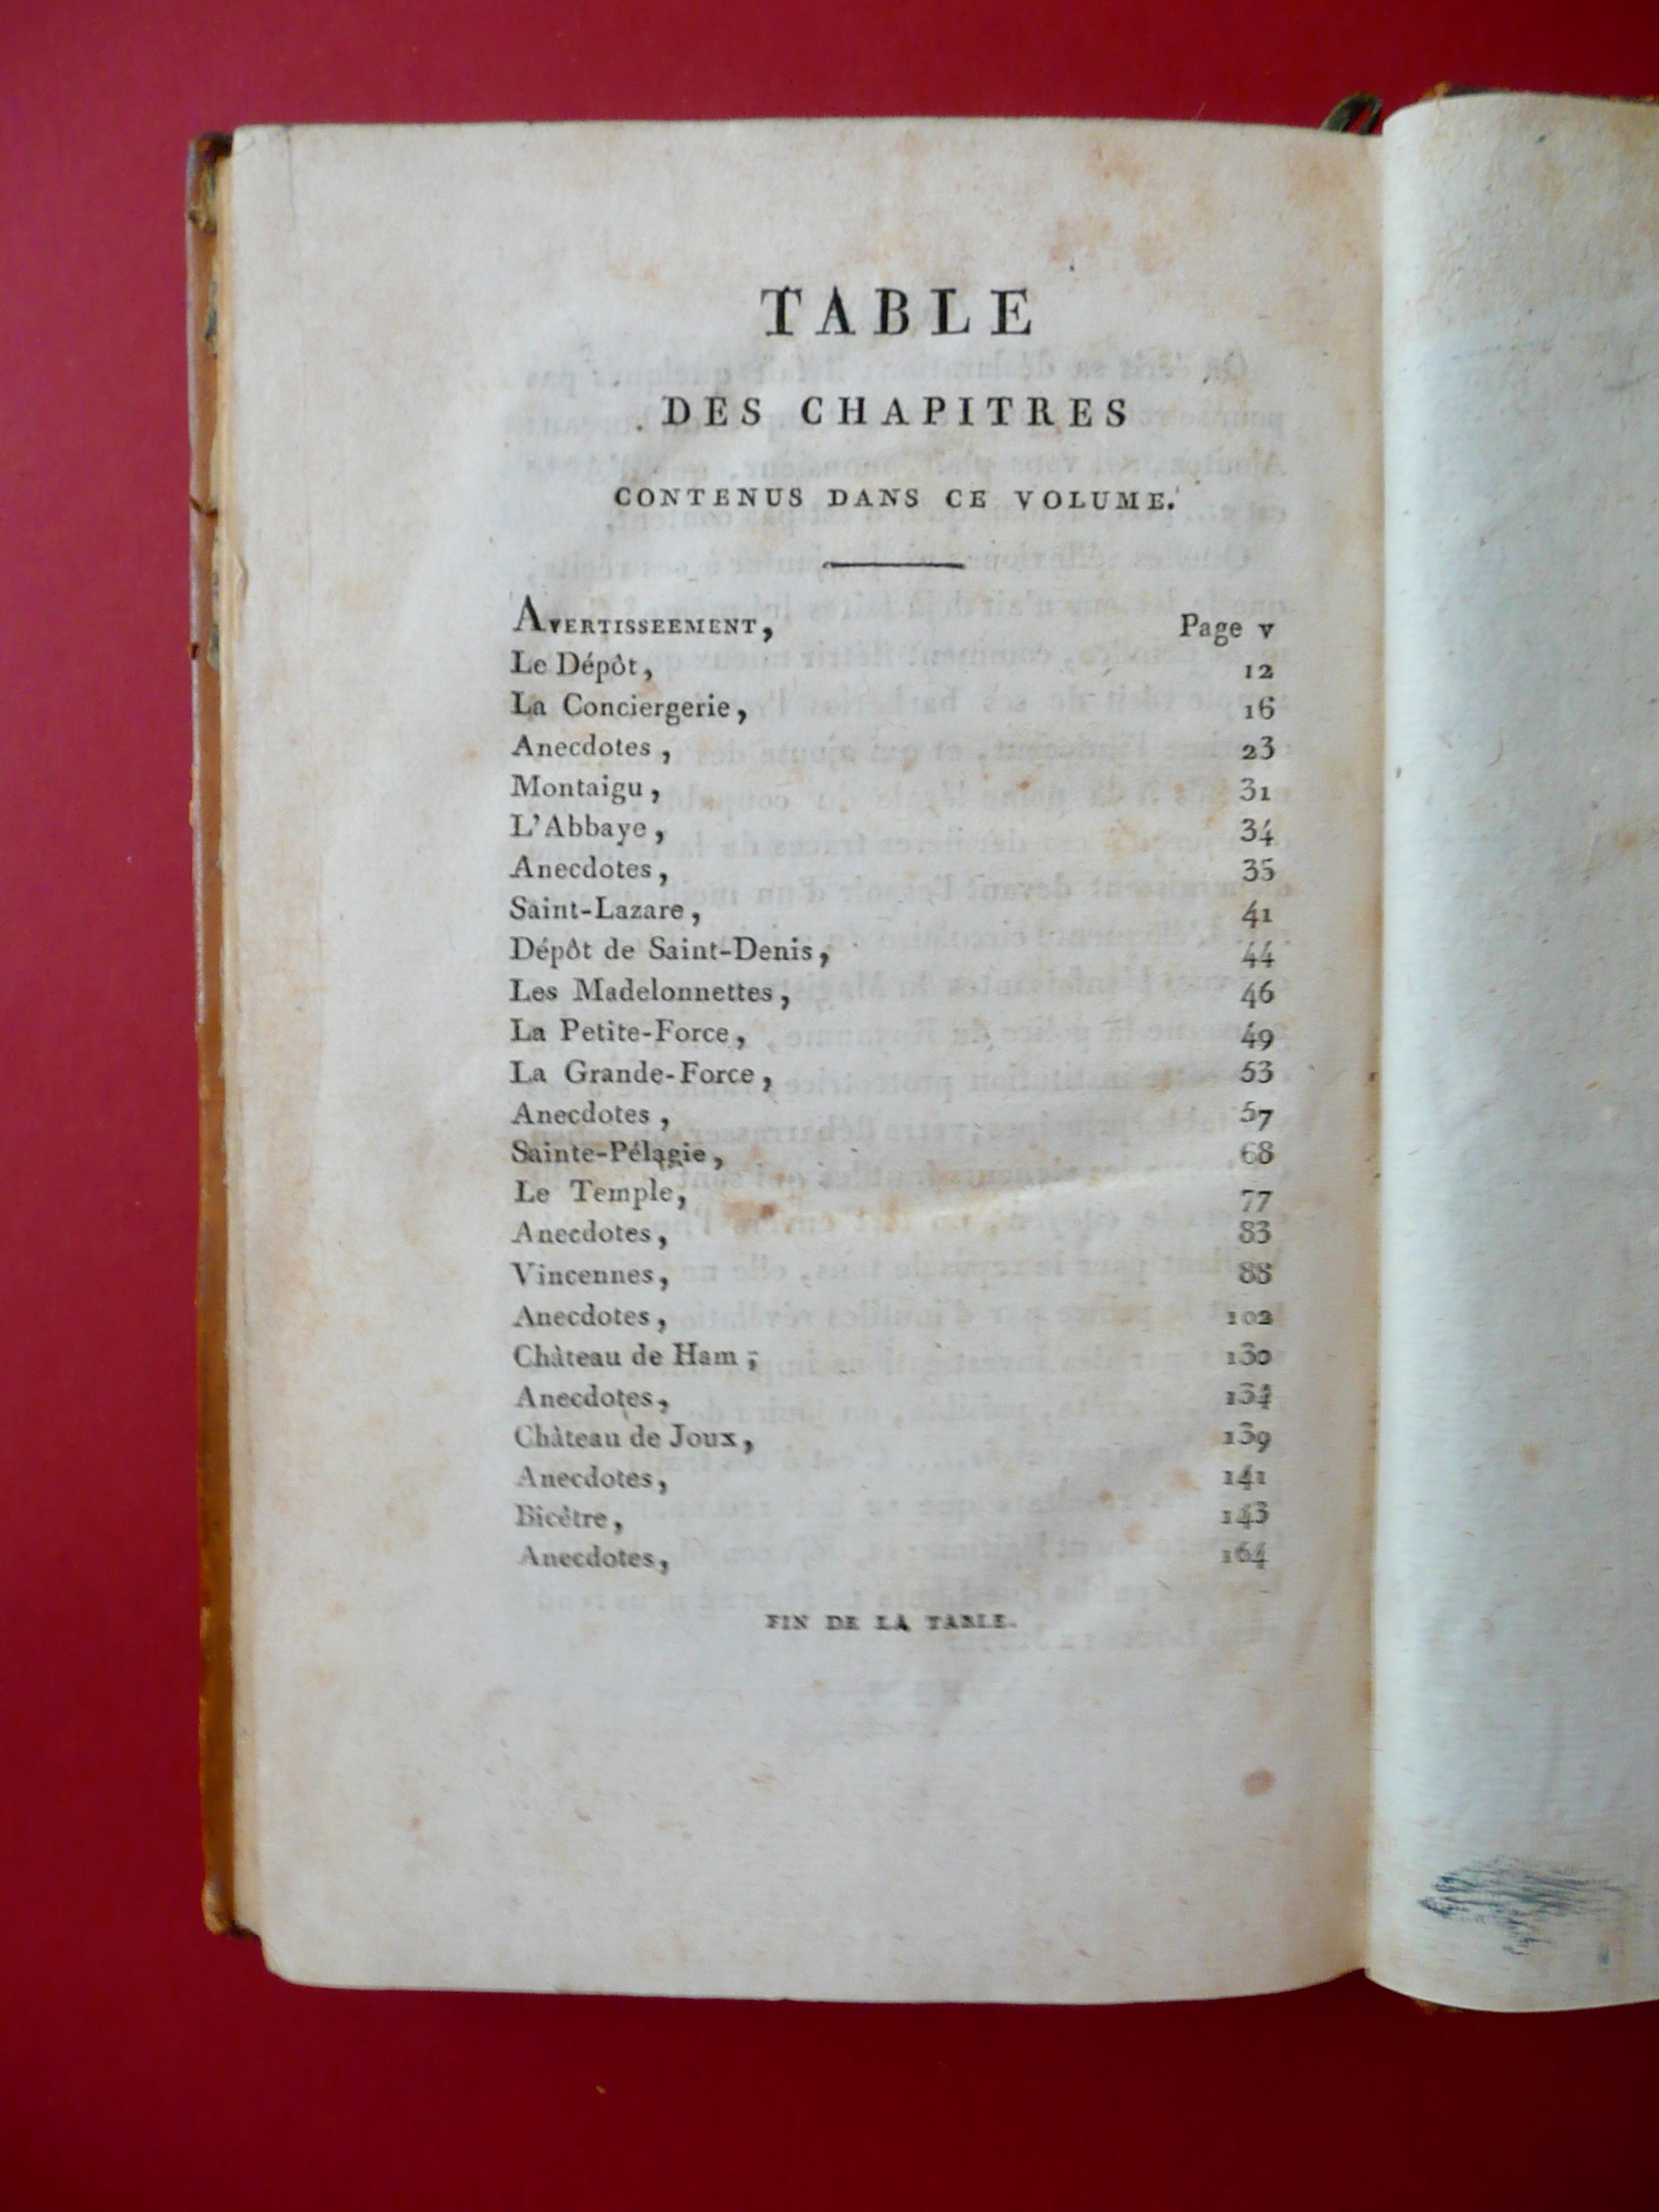 TABLE
DES CHAPITRES
CONTENUS DANS CE VOLUME.
AVERTISSEEMENT, Page v
Le Dépôt, 12
La Conciergerie, 16
Anecdotes, 23
Montaigu, 31
L'Abbaye, 34
Anecdotes, 35
Saint-Lazare, 41
Dépôt de Saint-Denis, 44
Les Madelonnettes, 46
La Petite-Force, 49
La Grande-Force, 53
Anecdotes, 57
Sainte-Pélagie, 68
Le Temple, 77
Anecdotes, 83
Vincennes, 88
Anecdotes, 102
Château de Ham, 130
Anecdotes, 134
Château de Joux, 139
Anecdotes, 141
Bicêtre, 143
Anecdotes, 164
FIN DE LA TABLE.